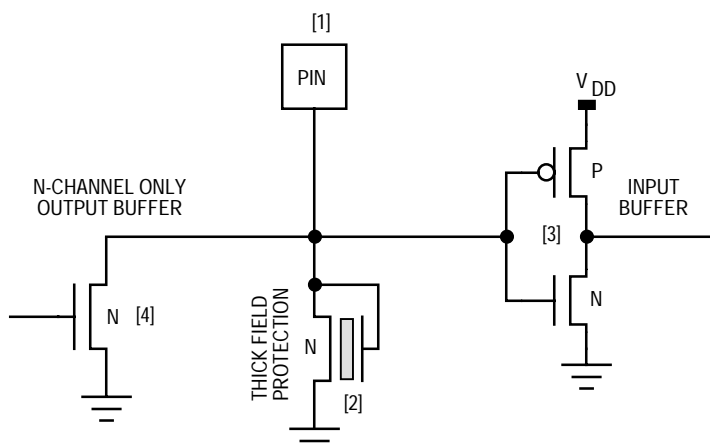 [1]
PIN
V DD
N-CHANNEL ONLY
OUTPUT BUFFER
P
INPUT
BUFFER
[3]
N [4]
THICK FIELD
PROTECTION
N
[2]
N